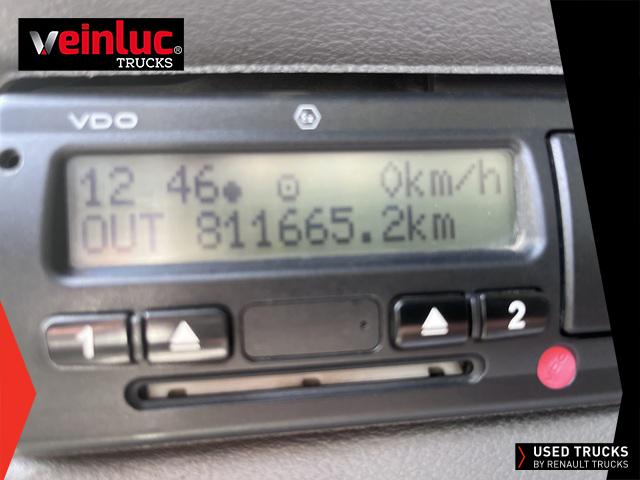 veinluc®
TRUCKS
VDO
12 46 0km/h
OUT 811665.2km
1
2
USED TRUCKS
BY RENAULT TRUCKS